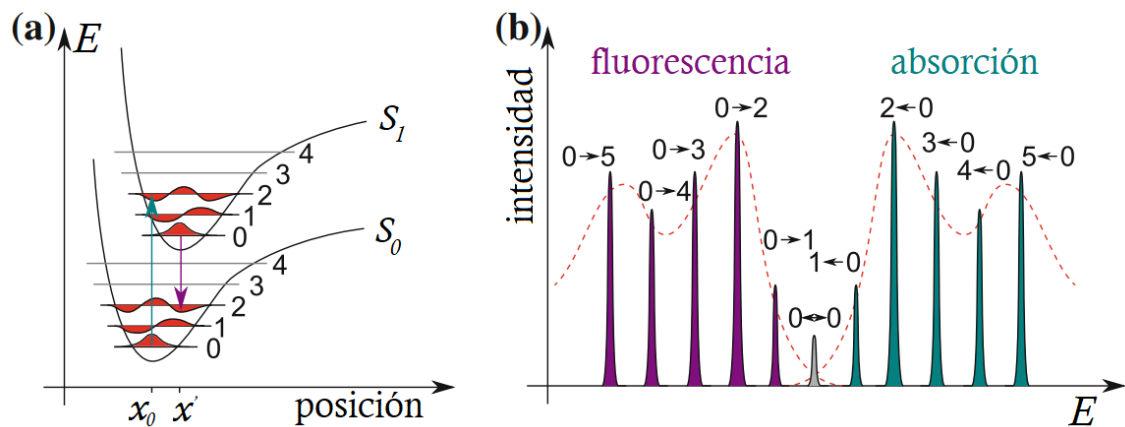 (a)
E
S1
4
3
2
1
0
S0
4
3
2
1
0
x0
x'
posición
(b)
intensidad
fluorescencia
absorción
0→5
0→4
0→3
0→2
0→1
0↔0
1←0
2←0
3←0
4←0
5←0
E